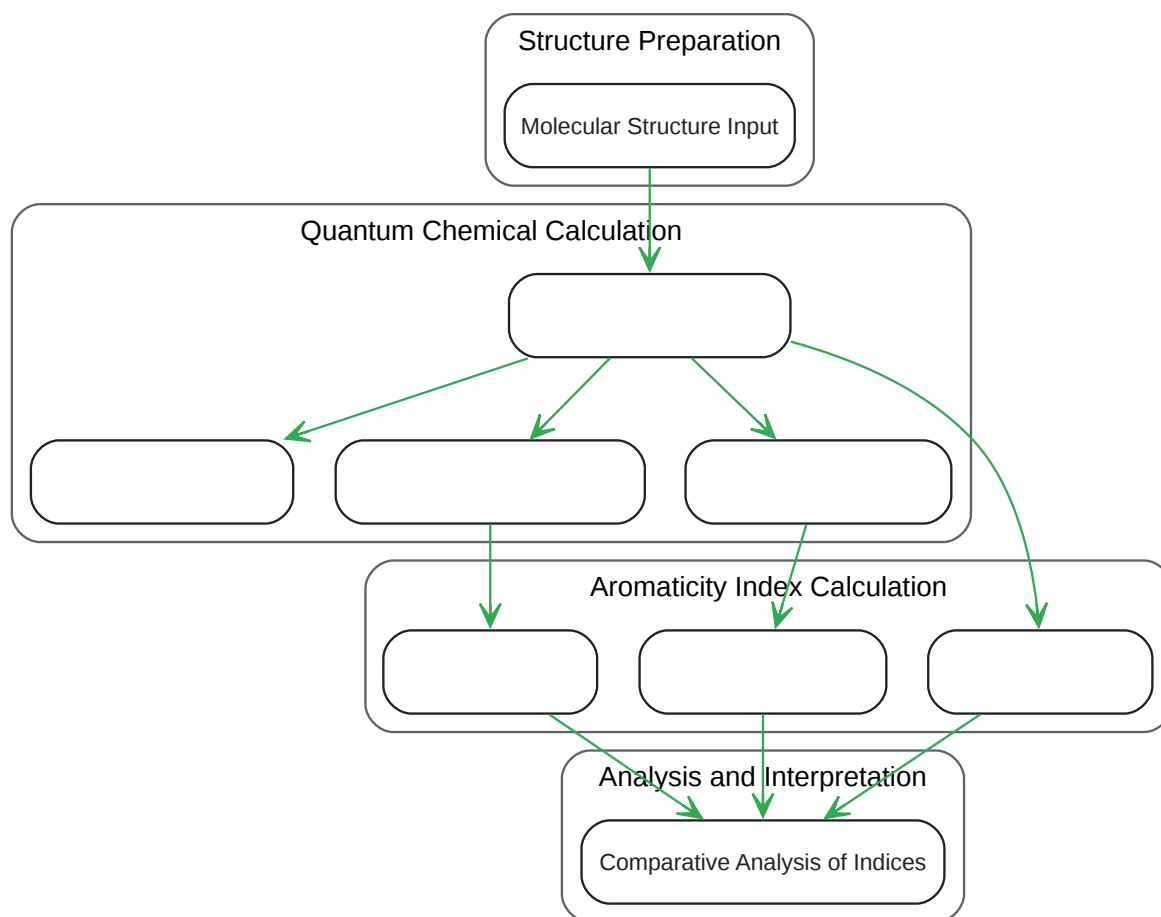 Structure Preparation
Molecular Structure Input
Quantum Chemical Calculation
Aromaticity Index Calculation
Analysis and Interpretation
Comparative Analysis of Indices